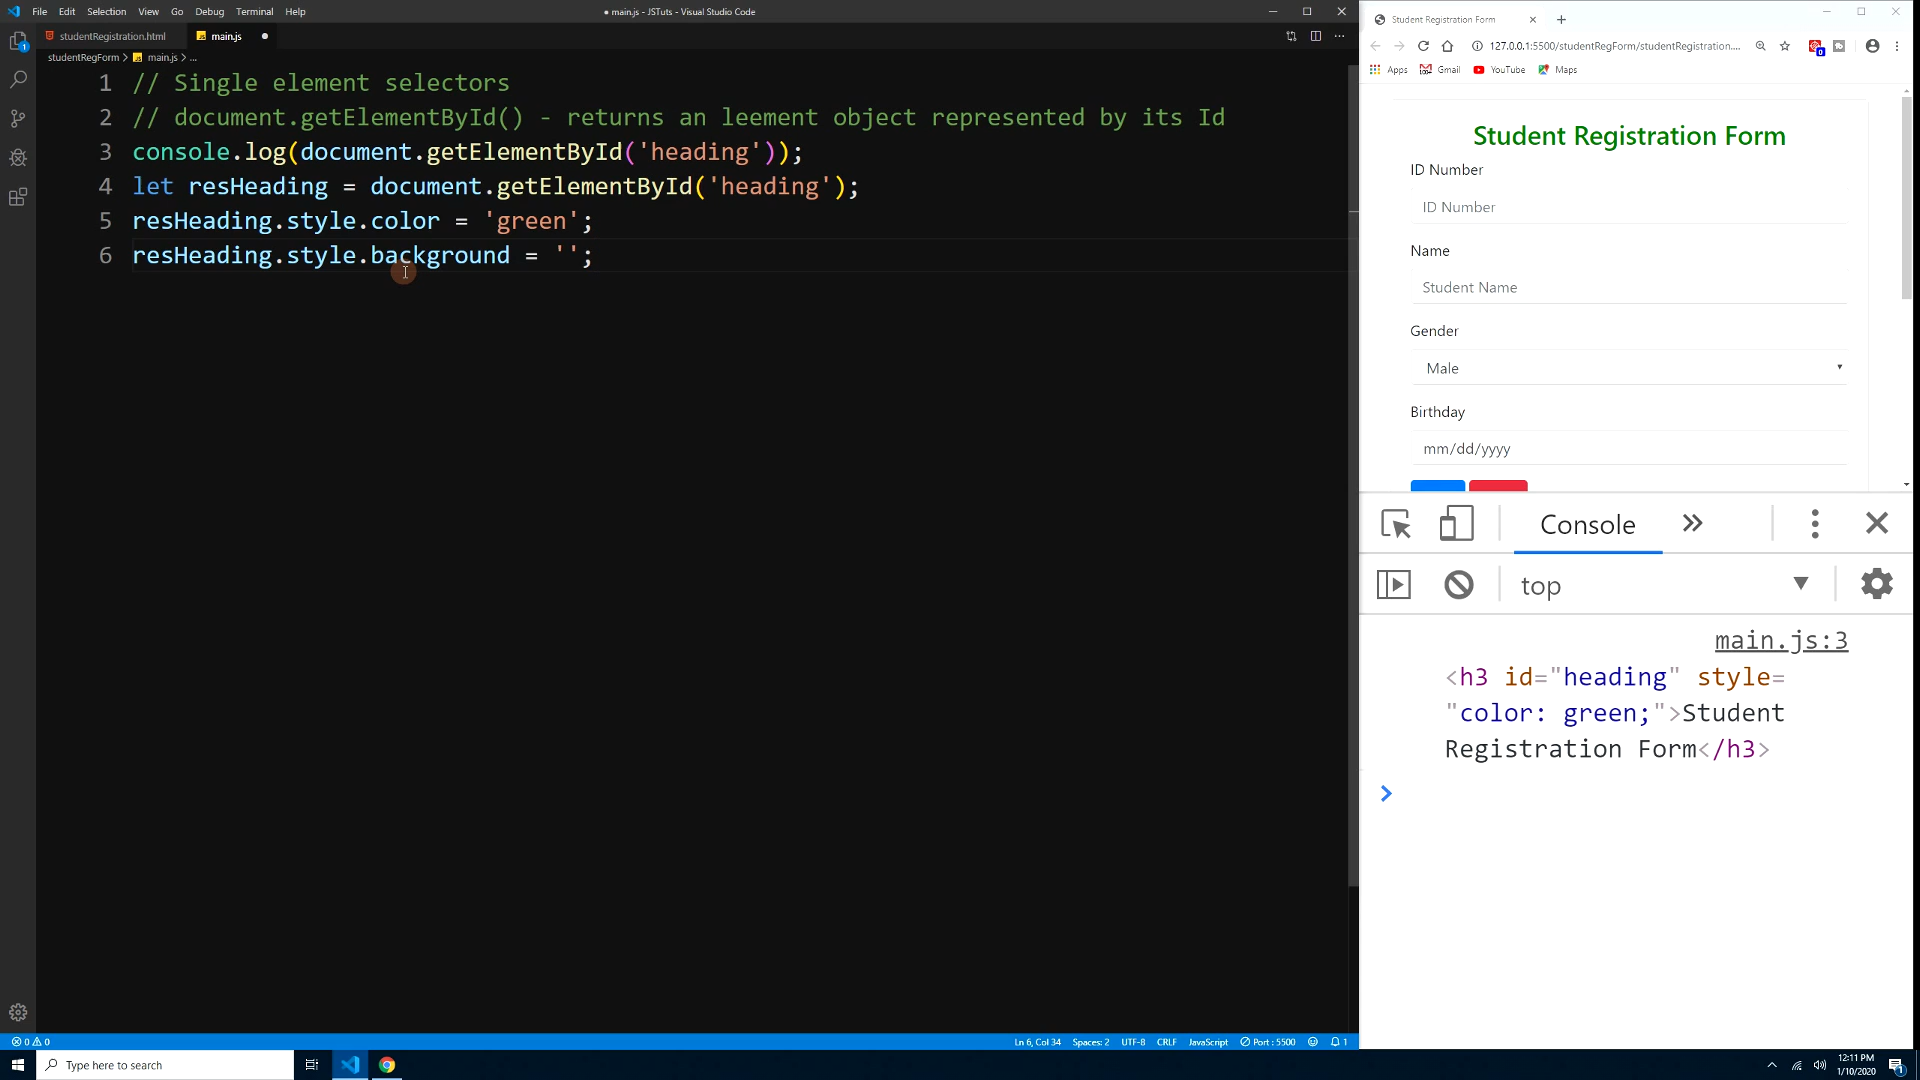 File Edit Selection View Go Debug Terminal Help
● main.js - JSTuts - Visual Studio Code
studentRegistration.html
main.js
studentRegForm > main.js > ...
1 // Single element selectors
2 // document.getElementById() - returns an leement object represented by its Id
3 console.log(document.getElementById('heading'));
4 let resHeading = document.getElementById('heading');
5 resHeading.style.color = 'green';
6 resHeading.style.background = '';
0 0
Ln 6, Col 34 Spaces: 2 UTF-8 CRLF JavaScript Port : 5500 1
Student Registration Form
127.0.0.1:5500/studentRegForm/studentRegistration....
Apps Gmail YouTube Maps
Student Registration Form
ID Number
ID Number
Name
Student Name
Gender
Male
Birthday
mm/dd/yyyy
Console
top
main.js:3
<h3 id="heading" style=
"color: green;">Student
Registration Form</h3>
Type here to search
12:11 PM
1/10/2020